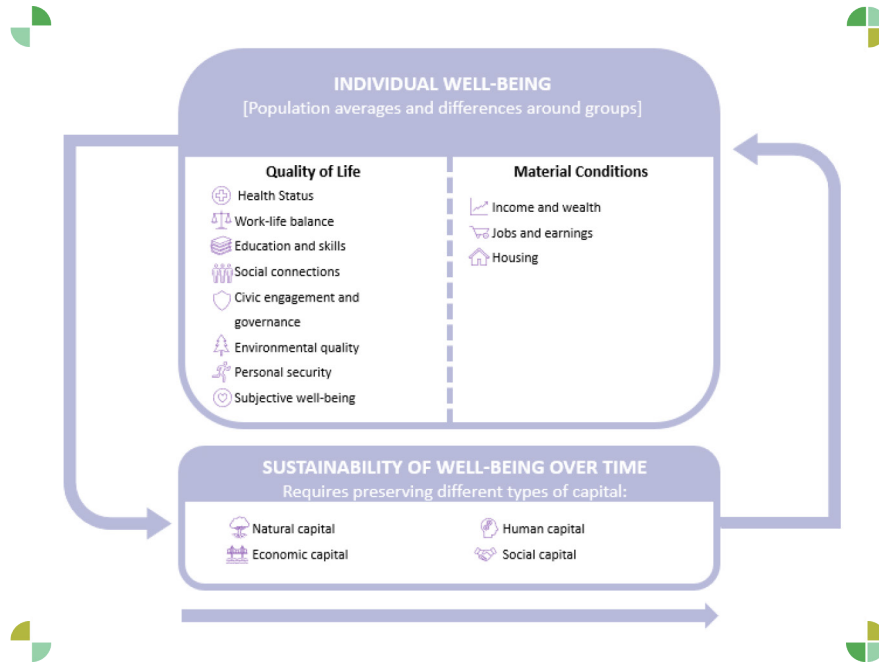 INDIVIDUAL WELL-BEING
[Population averages and differences around groups]
Quality of Life
Health Status
Work-life balance
Education and skills
Social connections
Civic engagement and
governance
Environmental quality
Personal security
Subjective well-being
Material Conditions
Income and wealth
Jobs and earnings
Housing
SUSTAINABILITY OF WELL-BEING OVER TIME
Requires preserving different types of capital:
Natural capital
Economic capital
Human capital
Social capital